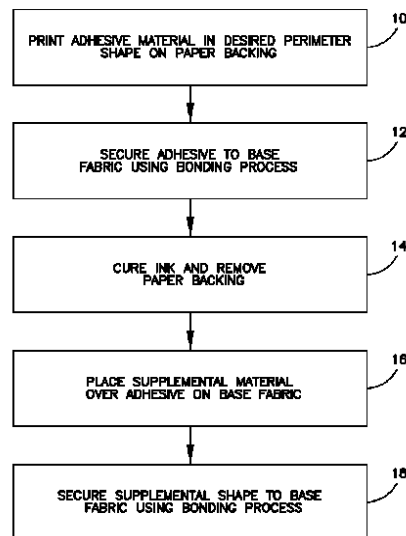 10
PRINT ADHESIVE MATERIAL IN DESIRED PERIMETER
SHAPE ON PAPER BACKING
12
SECURE ADHESIVE TO BASE
FABRIC USING BONDING PROCESS
14
CURE INK AND REMOVE
PAPER BACKING
16
PLACE SUPPLEMENTAL MATERIAL
OVER ADHESIVE ON BASE FABRIC
18
SECURE SUPPLEMENTAL SHAPE TO BASE
FABRIC USING BONDING PROCESS